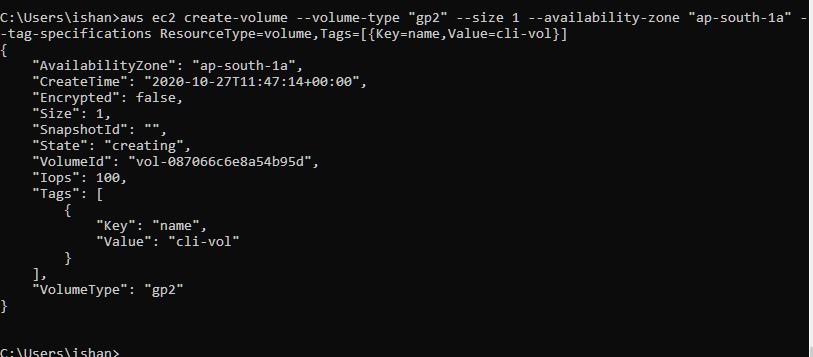 C:\Users\ishan>aws ec2 create-volume --volume-type "gp2" --size 1 --availability-zone "ap-south-1a" -
-tag-specifications ResourceType=volume,Tags=[{Key=name,Value=cli-vol}]
{
    "AvailabilityZone": "ap-south-1a",
    "CreateTime": "2020-10-27T11:47:14+00:00",
    "Encrypted": false,
    "Size": 1,
    "SnapshotId": "",
    "State": "creating",
    "VolumeId": "vol-087066c6e8a54b95d",
    "Iops": 100,
    "Tags": [
        {
            "Key": "name",
            "Value": "cli-vol"
        }
    ],
    "VolumeType": "gp2"
}
C:\Users\ishan>